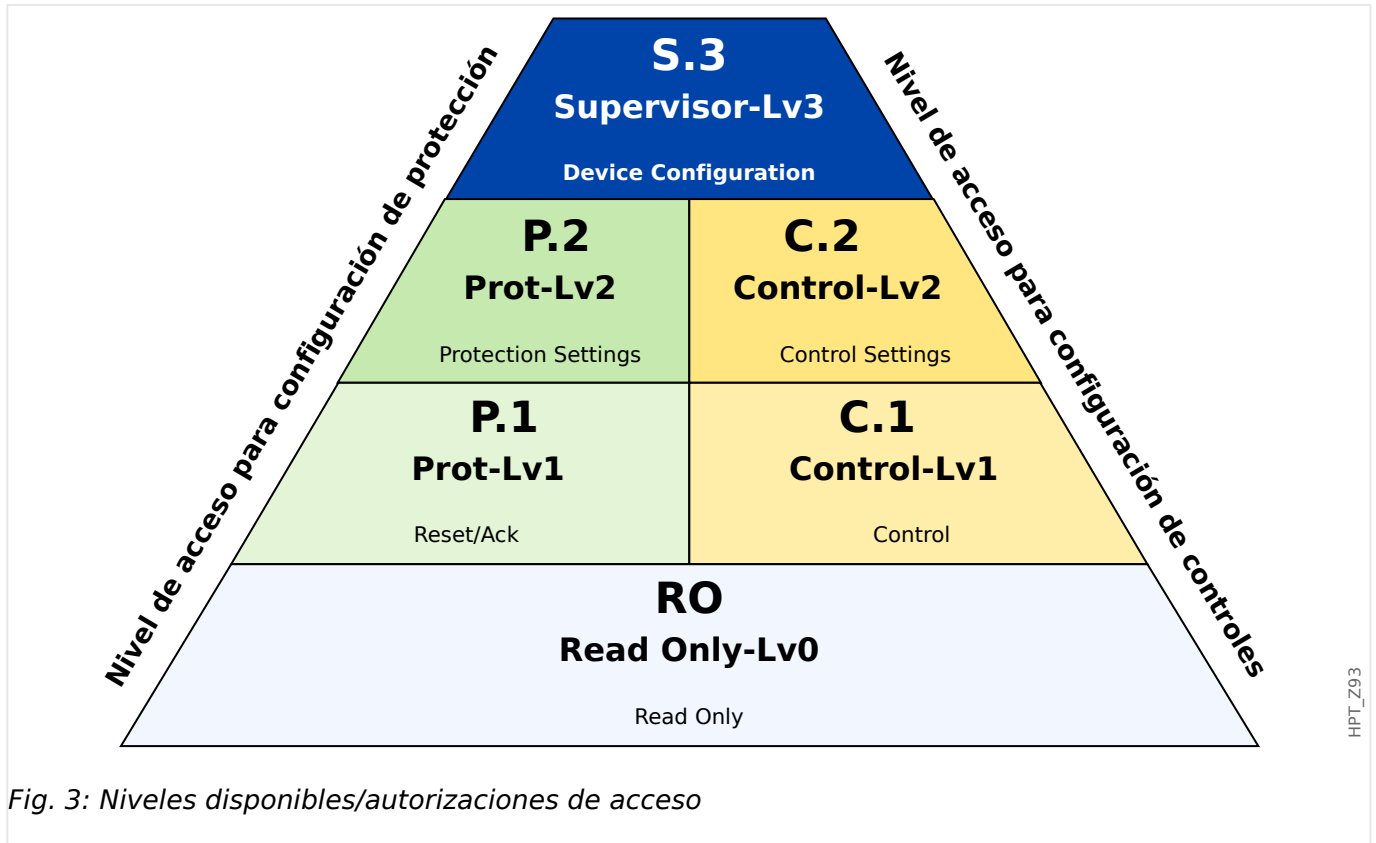 Nivel de acceso para configuración de protección
Nivel de acceso para configuración de controles
S.3
Supervisor-Lv3
Device Configuration
P.2
Prot-Lv2
Protection Settings
C.2
Control-Lv2
Control Settings
P.1
Prot-Lv1
Reset/Ack
C.1
Control-Lv1
Control
RO
Read Only-Lv0
Read Only
HPT_Z93
Fig. 3: Niveles disponibles/autorizaciones de acceso